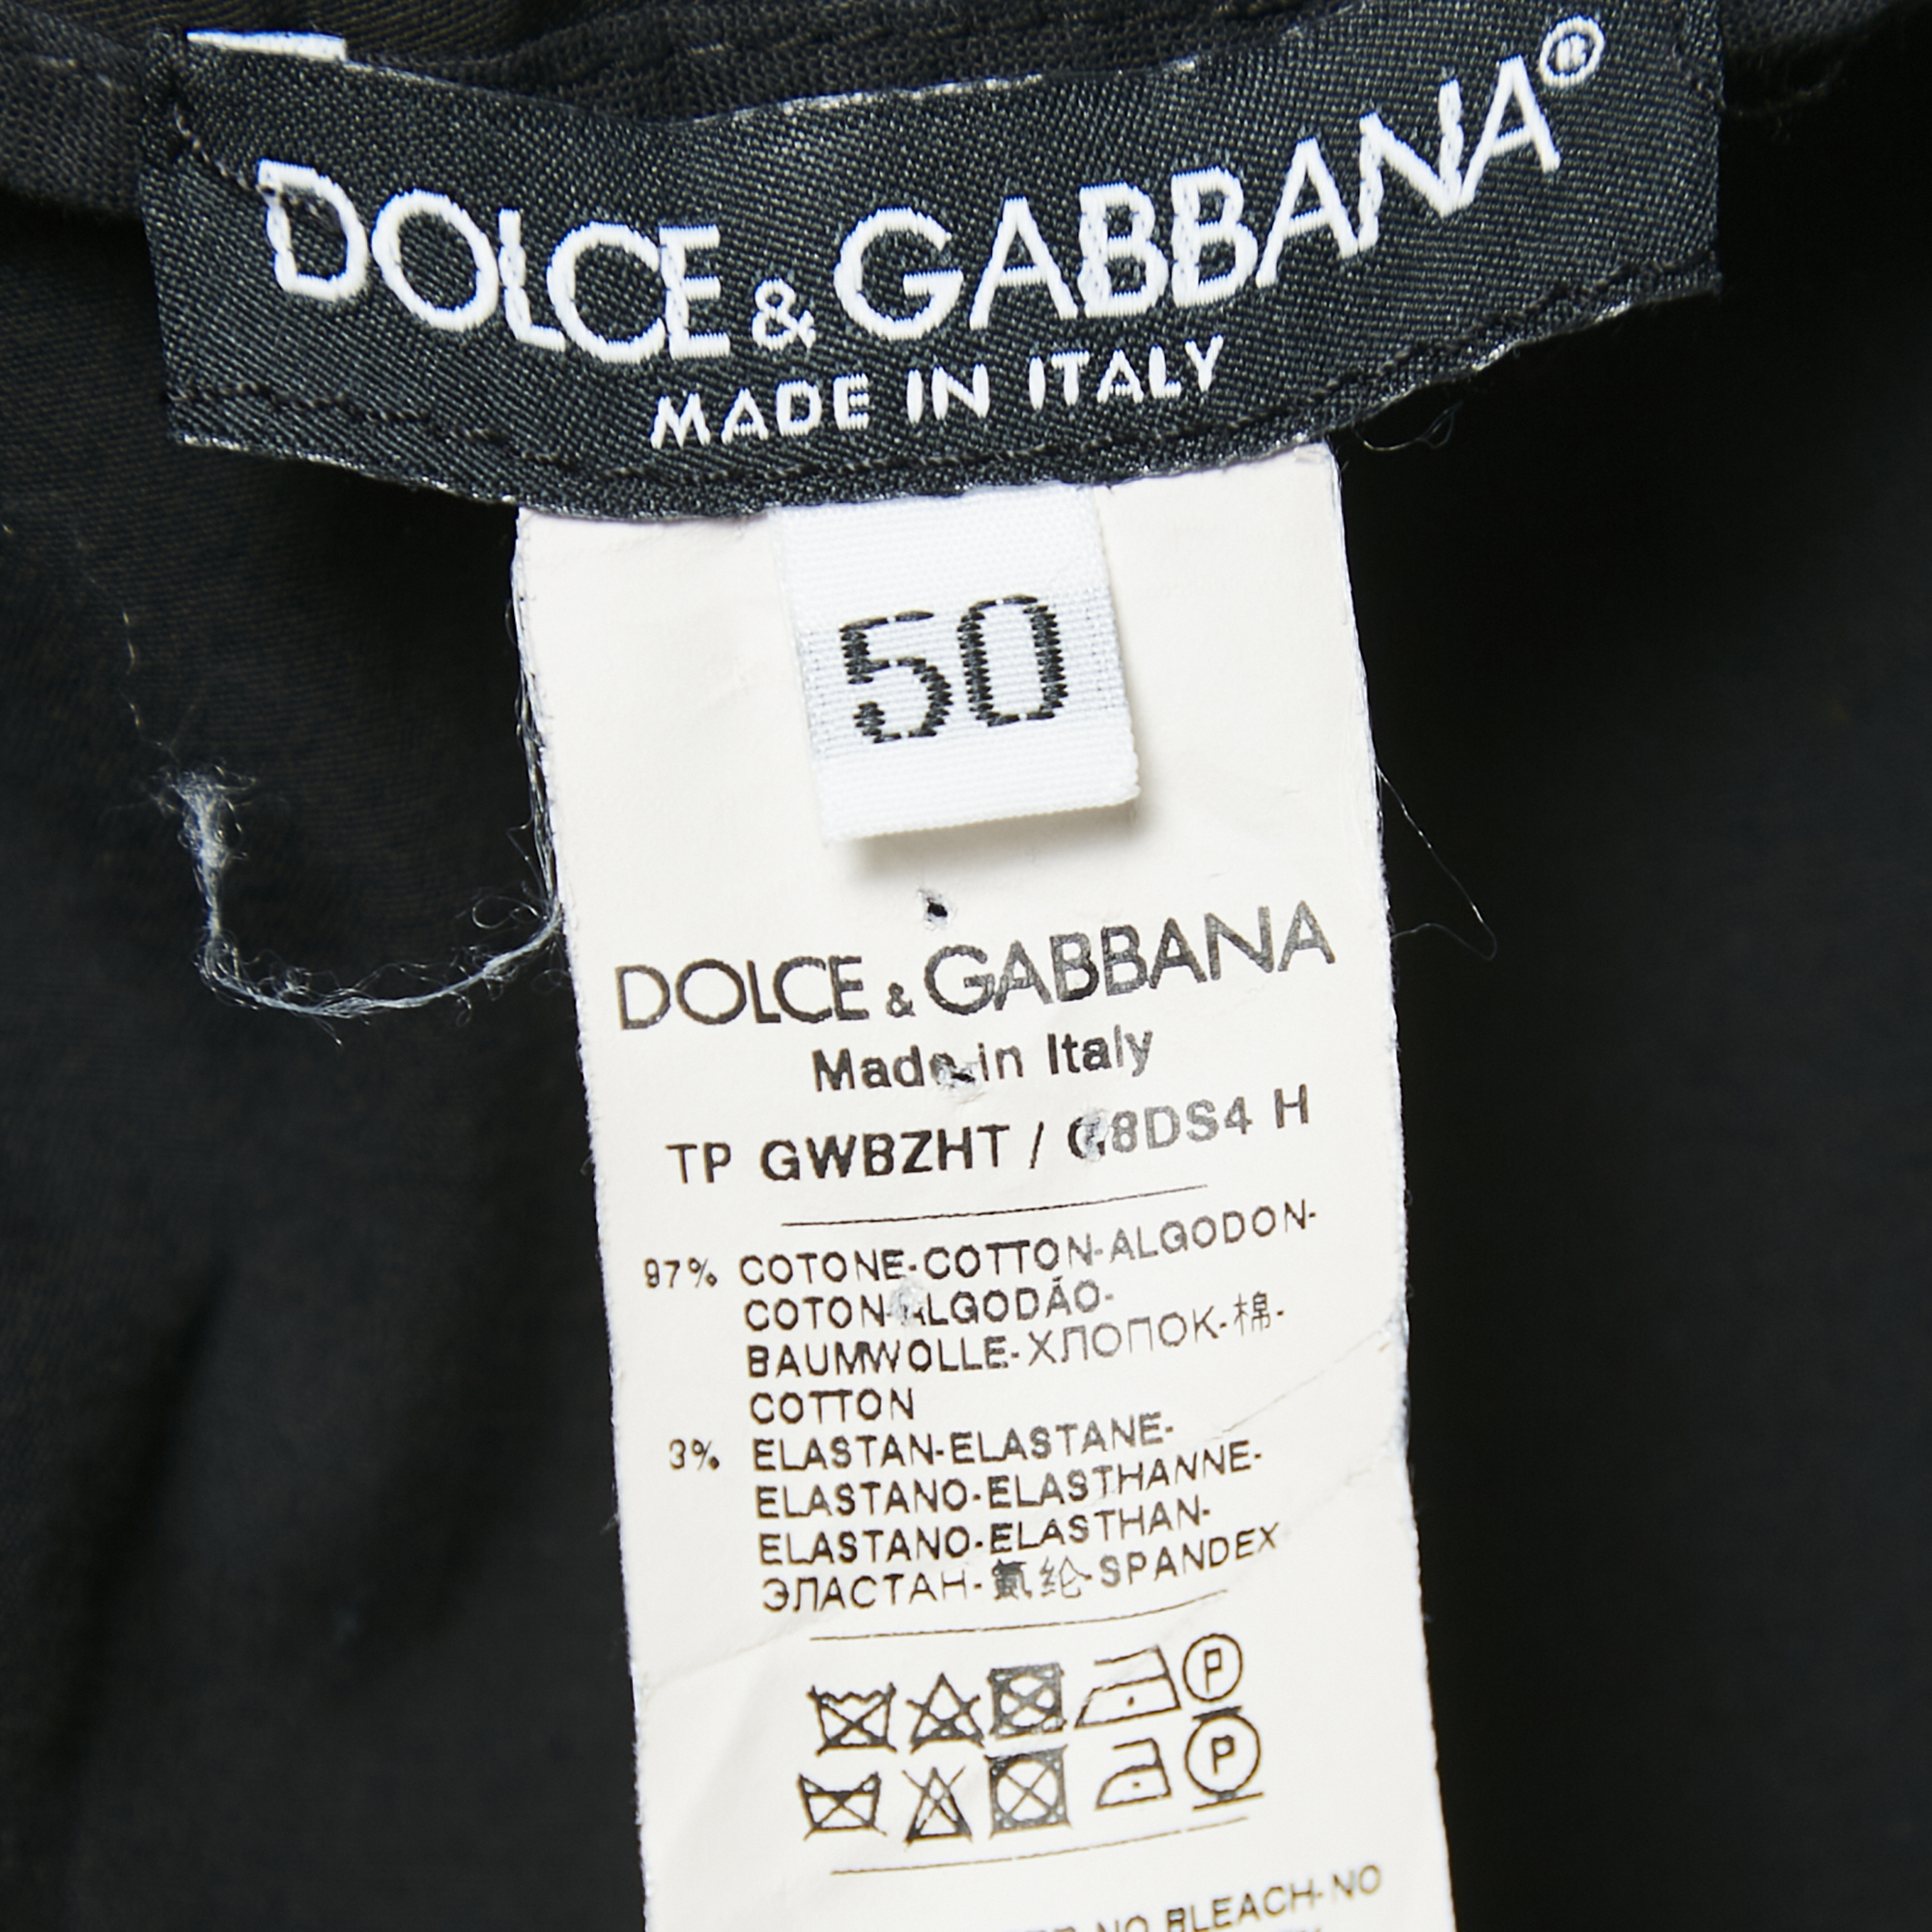 DOLCE & GABBANA®
MADE IN ITALY
50
DOLCE & GABBANA
Made in Italy
TP GWBZHT / G8DS4 H
97% COTONE-COTTON-ALGODON-
COTON-ALGODÃO-
BAUMWOLLE-ХЛОПОК-棉-
COTTON
3% ELASTAN-ELASTANE-
ELASTANO-ELASTHANNE-
ELASTANO-ELASTHAN-
ЭЛАСТАН-氨纶-SPANDEX
P
P
NO BLEACH-NO